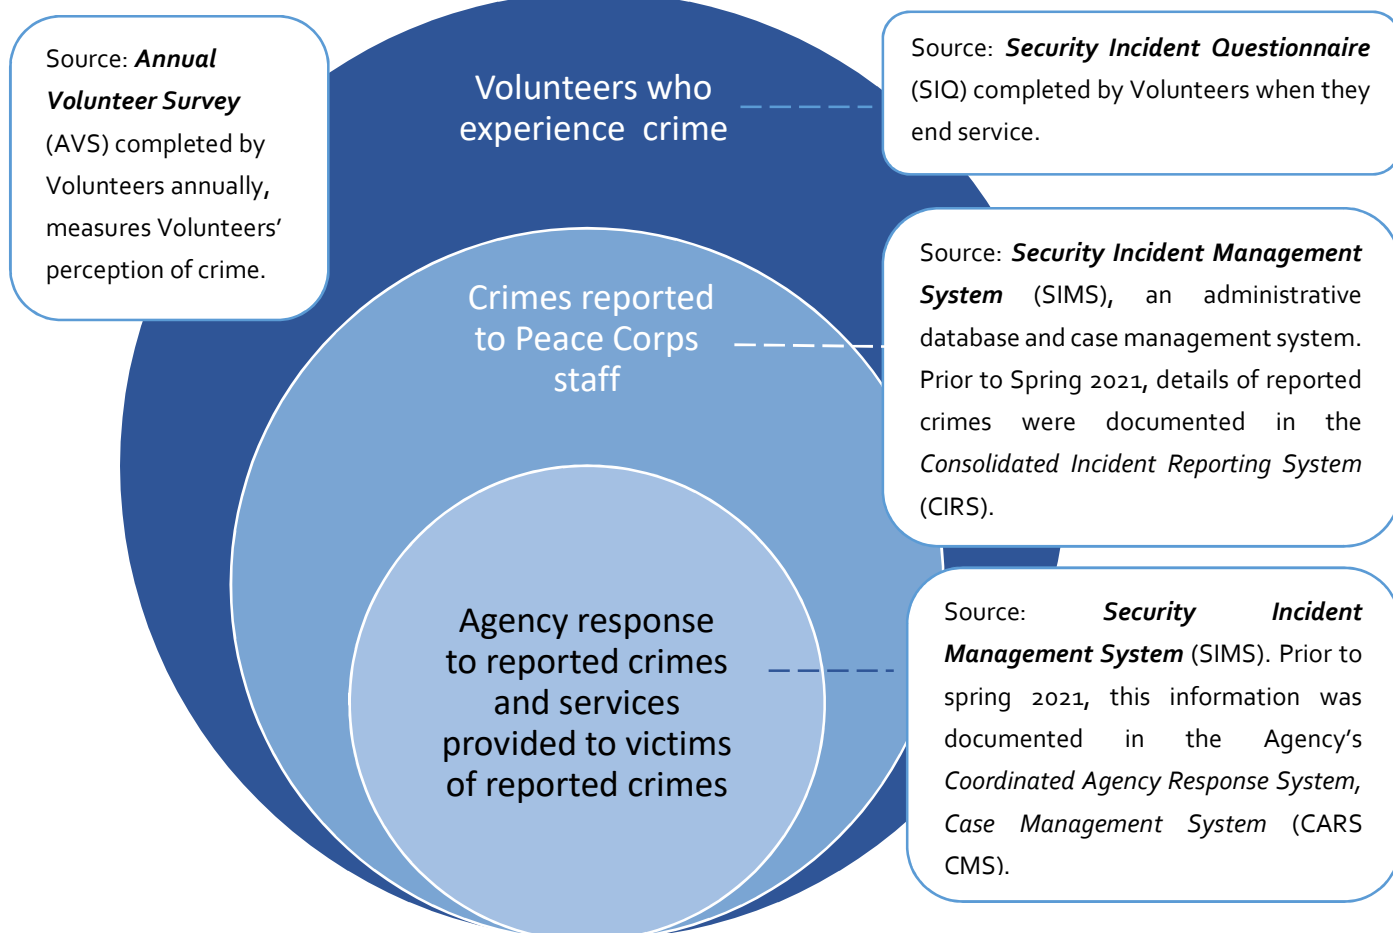 Source: Annual
Volunteer Survey
(AVS) completed by
Volunteers annually,
measures Volunteers’
perception of crime.
Volunteers who
experience crime
Source: Security Incident Questionnaire
(SIQ) completed by Volunteers when they
end service.
Crimes reported
to Peace Corps
staff
Source: Security Incident Management
System (SIMS), an administrative
database and case management system.
Prior to Spring 2021, details of reported
crimes were documented in the
Consolidated Incident Reporting System
(CIRS).
Agency response
to reported crimes
and services
provided to victims
of reported crimes
Source: Security Incident
Management System (SIMS). Prior to
spring 2021, this information was
documented in the Agency’s
Coordinated Agency Response System,
Case Management System (CARS
CMS).